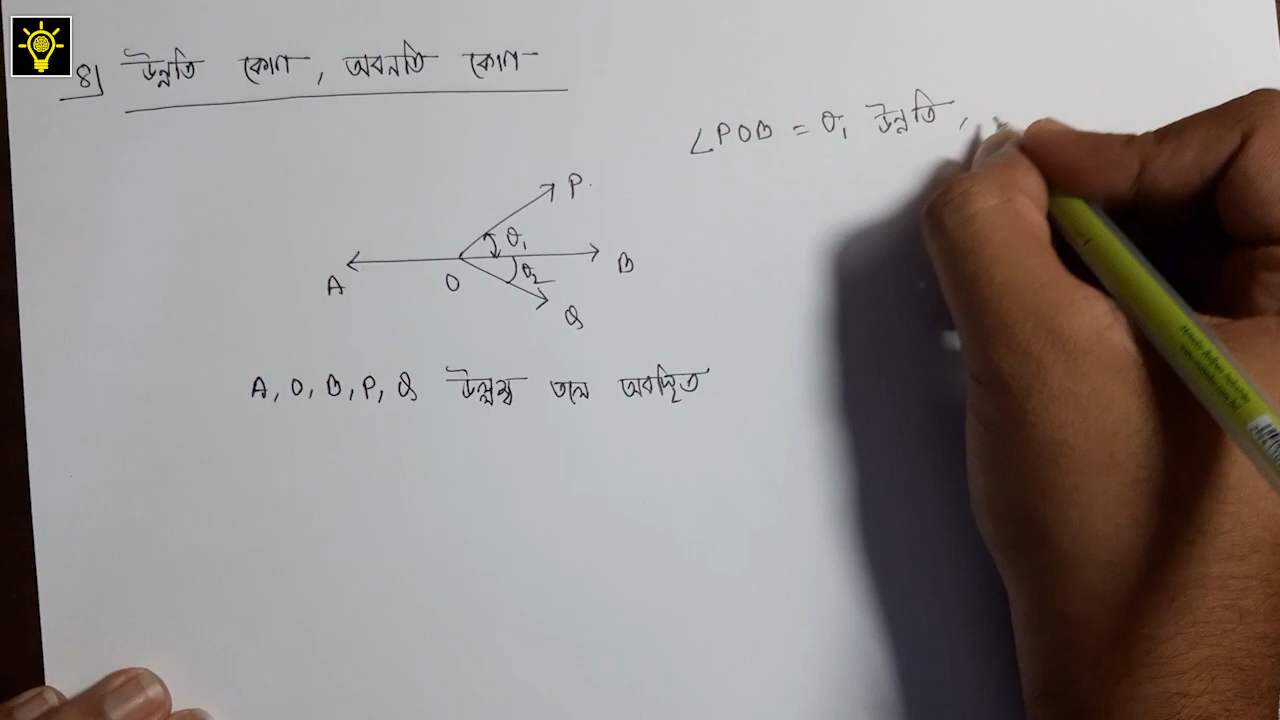 ৪) উন্নতি কোণ, অবনতি কোণ
∠POB = θ₁ উন্নতি,
P
θ₁
A O B
θ₂
Q
A, O, B, P, Q উল্লম্ব তলে অবস্থিত